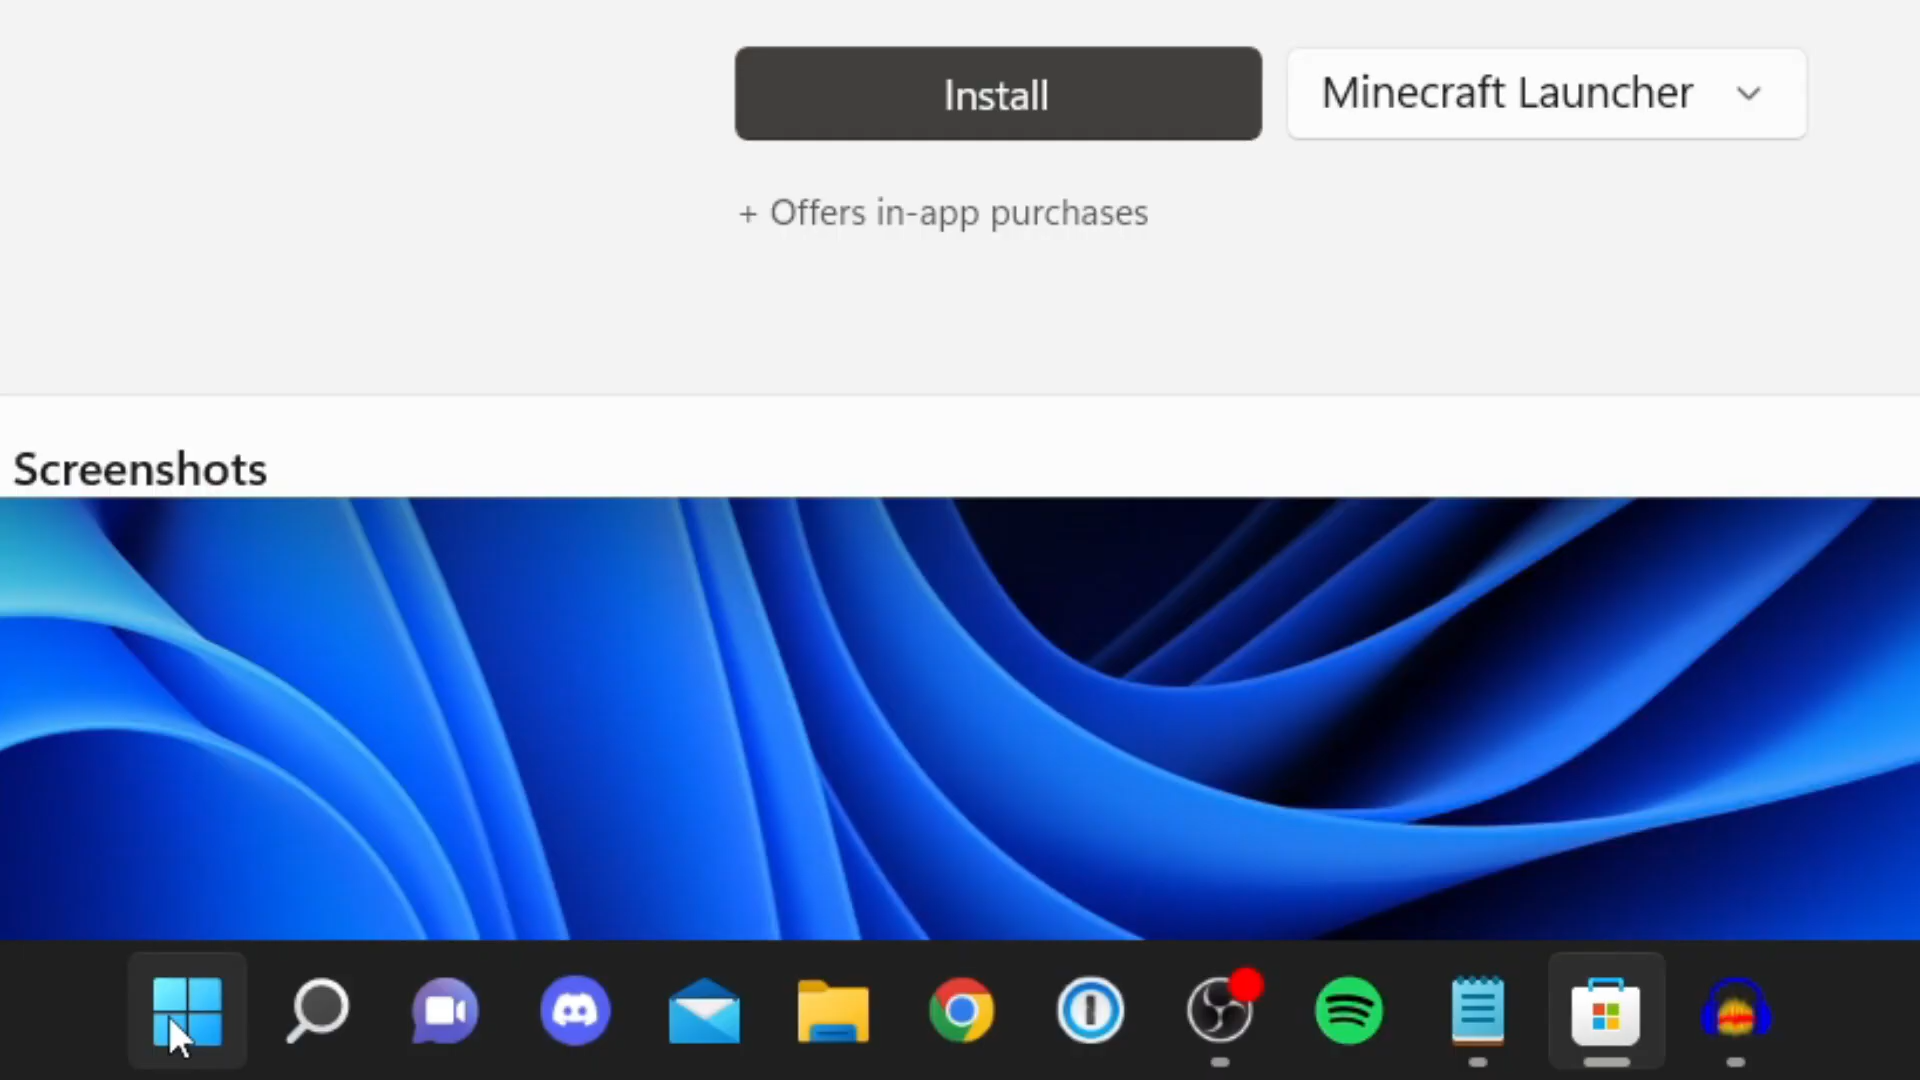 Install
Minecraft Launcher
+ Offers in-app purchases
Screenshots